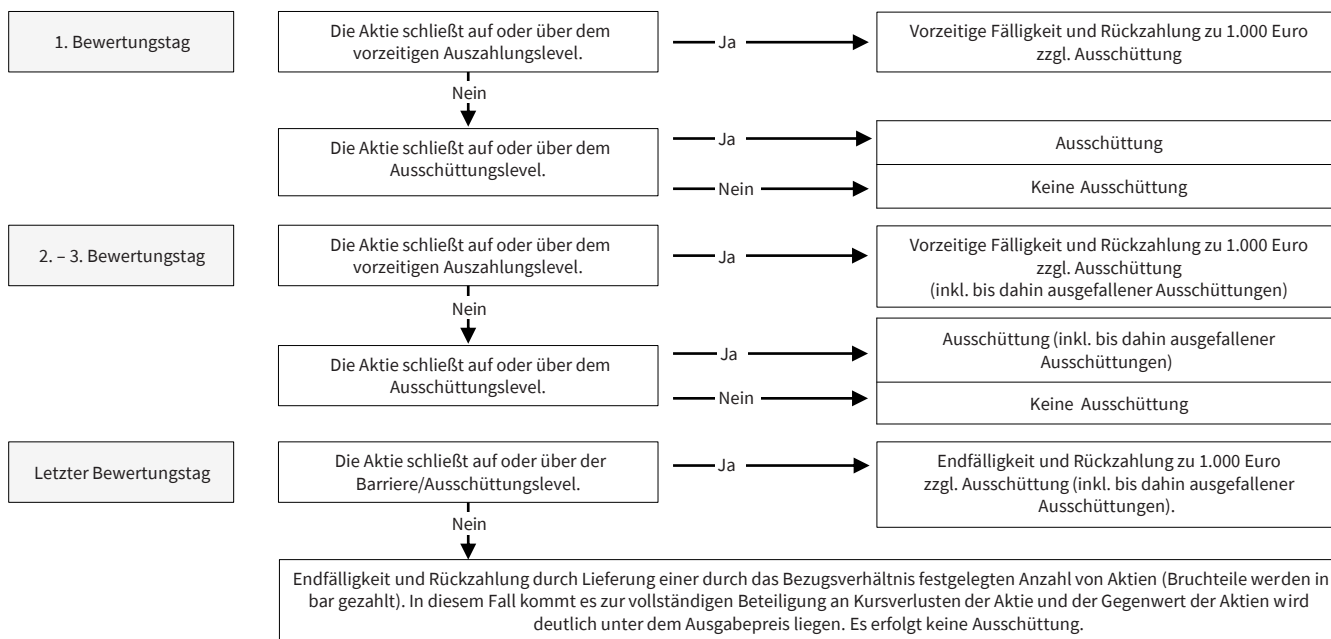 1. Bewertungstag
Die Aktie schließt auf oder über dem
vorzeitigen Auszahlungslevel.
Ja
Vorzeitige Fälligkeit und Rückzahlung zu 1.000 Euro
zzgl. Ausschüttung
Nein
Die Aktie schließt auf oder über dem
Ausschüttungslevel.
Ja
Ausschüttung
Nein
Keine Ausschüttung
2. – 3. Bewertungstag
Die Aktie schließt auf oder über dem
vorzeitigen Auszahlungslevel.
Ja
Vorzeitige Fälligkeit und Rückzahlung zu 1.000 Euro
zzgl. Ausschüttung
(inkl. bis dahin ausgefallener Ausschüttungen)
Nein
Die Aktie schließt auf oder über dem
Ausschüttungslevel.
Ja
Ausschüttung (inkl. bis dahin ausgefallener
Ausschüttungen)
Nein
Keine Ausschüttung
Letzter Bewertungstag
Die Aktie schließt auf oder über der
Barriere/Ausschüttungslevel.
Ja
Endfälligkeit und Rückzahlung zu 1.000 Euro
zzgl. Ausschüttung (inkl. bis dahin ausgefallener
Ausschüttungen).
Nein
Endfälligkeit und Rückzahlung durch Lieferung einer durch das Bezugsverhältnis festgelegten Anzahl von Aktien (Bruchteile werden in
bar gezahlt). In diesem Fall kommt es zur vollständigen Beteiligung an Kursverlusten der Aktie und der Gegenwert der Aktien wird
deutlich unter dem Ausgabepreis liegen. Es erfolgt keine Ausschüttung.